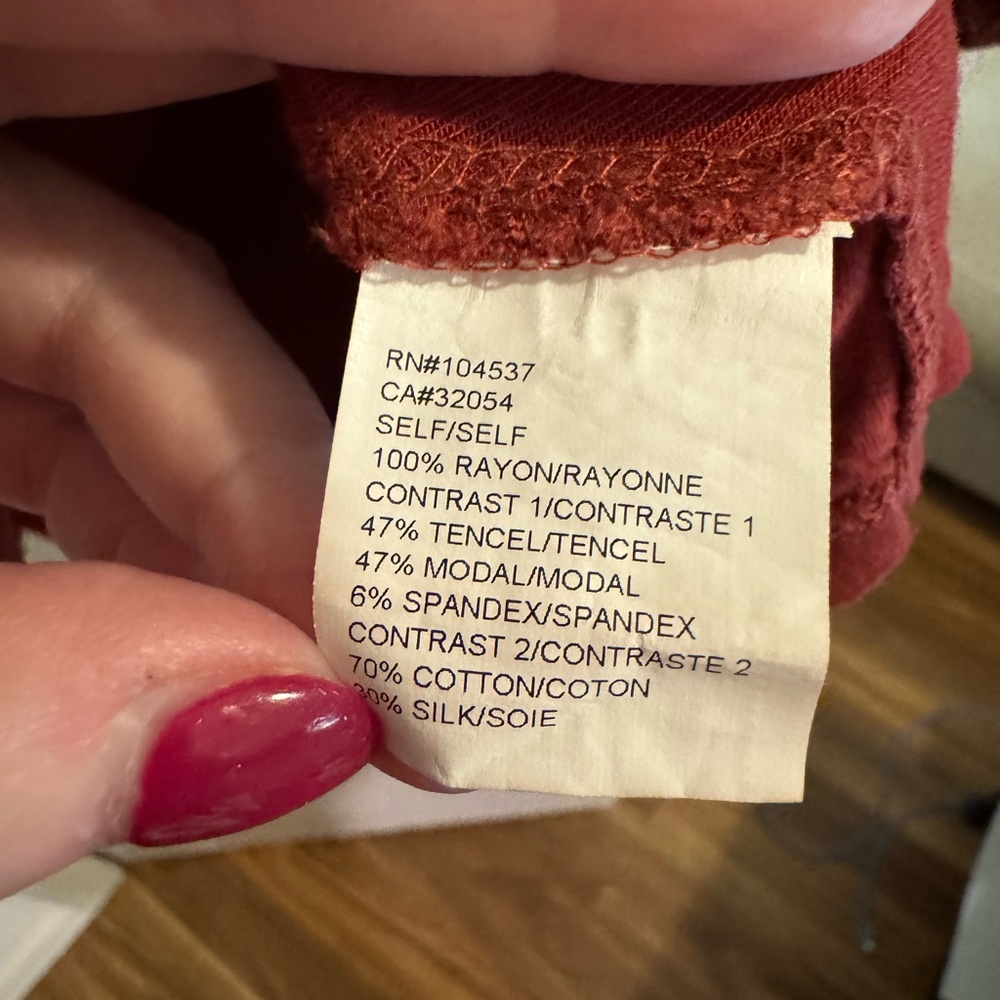 RN#104537
CA#32054
SELF/SELF
100% RAYON/RAYONNE
CONTRAST 1/CONTRASTE 1
47% TENCEL/TENCEL
47% MODAL/MODAL
6% SPANDEX/SPANDEX
CONTRAST 2/CONTRASTE 2
70% COTTON/COTON
30% SILK/SOIE